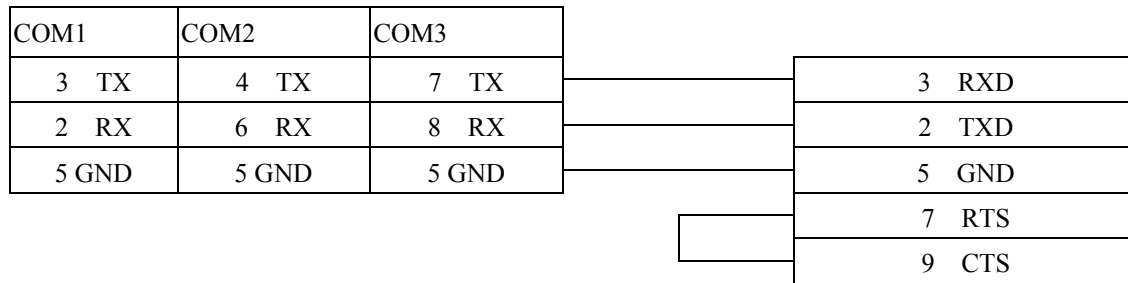 COM1 COM2 COM3
3 TX 4 TX 7 TX 3 RXD
2 RX 6 RX 8 RX 2 TXD
5 GND 5 GND 5 GND 5 GND
7 RTS
9 CTS